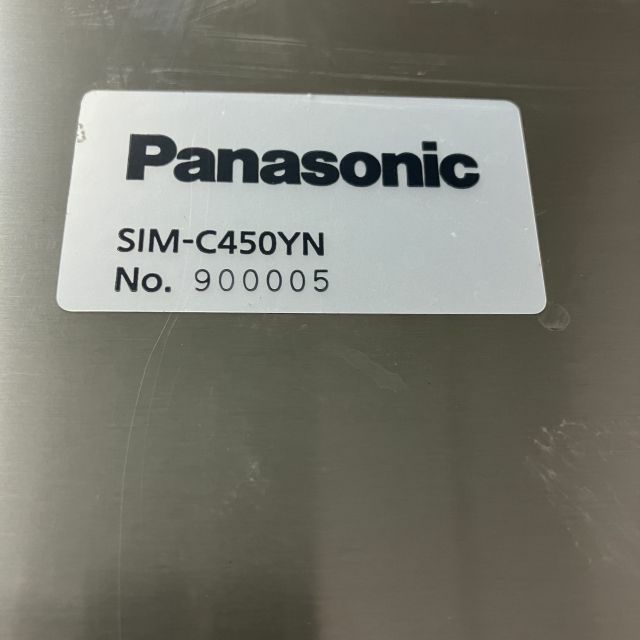 Panasonic
SIM-C450YN
No. 900005